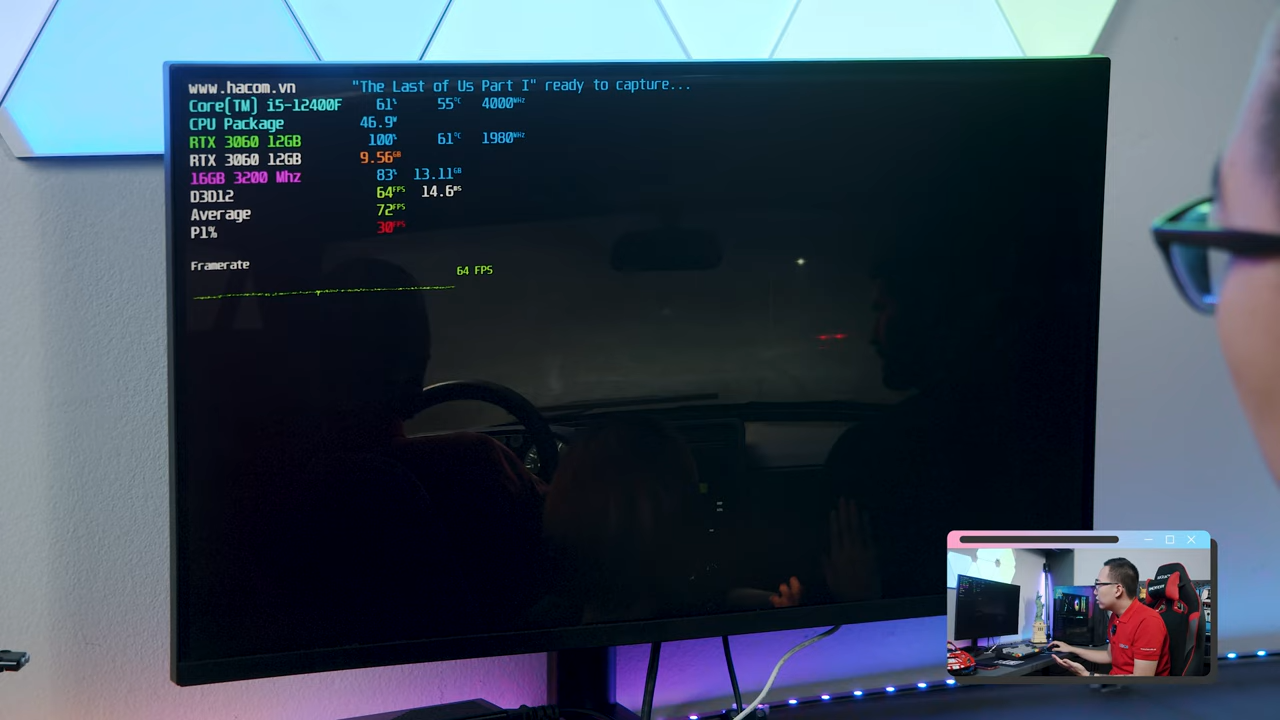 www.hacom.vn "The Last of Us Part I" ready to capture...
Core(TM) i5-12400F 61% 55°C 4000MHz
CPU Package 46.9W
RTX 3060 12GB 100% 61°C 1980MHz
RTX 3060 12GB 9.56GB
16GB 3200 Mhz 83% 13.11GB
D3D12 64FPS 14.6ms
Average 72FPS
P1% 30FPS
Framerate 64 FPS